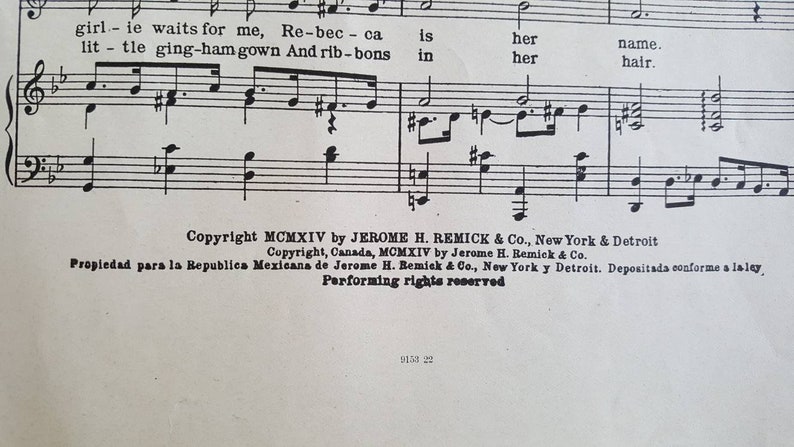 girl-ie waits for me, Re-bec-ca is her name.
lit-tle ging-ham gown And rib-bons in her hair.
Copyright MCMXIV by JEROME H. REMICK & Co., New York & Detroit
Copyright, Canada, MCMXIV by Jerome H. Remick & Co.
Propiedad para la Republica Mexicana de Jerome H. Remick & Co., New York y Detroit. Depositada conforme a la ley
Performing rights reserved
9153 22